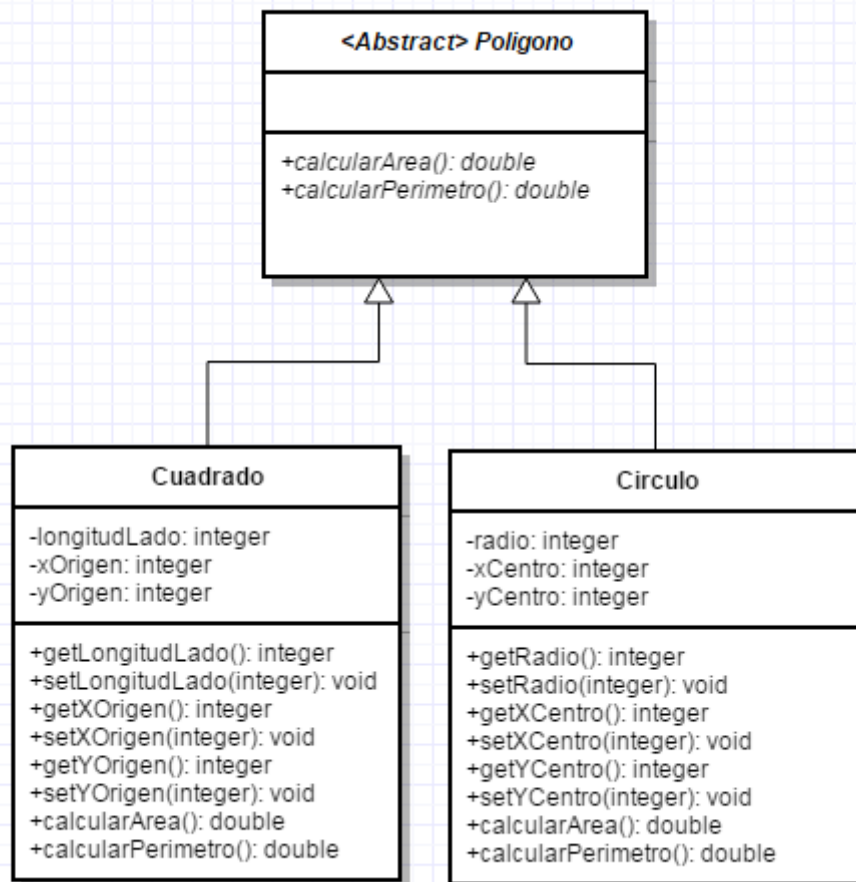 <Abstract> Poligono
+calcularArea(): double
+calcularPerimetro(): double
Cuadrado
-longitudLado: integer
-xOrigen: integer
-yOrigen: integer
+getLongitudLado(): integer
+setLongitudLado(integer): void
+getXOrigen(): integer
+setXOrigen(integer): void
+getYOrigen(): integer
+setYOrigen(integer): void
+calcularArea(): double
+calcularPerimetro(): double
Circulo
-radio: integer
-xCentro: integer
-yCentro: integer
+getRadio(): integer
+setRadio(integer): void
+getXCentro(): integer
+setXCentro(integer): void
+getYCentro(): integer
+setYCentro(integer): void
+calcularArea(): double
+calcularPerimetro(): double